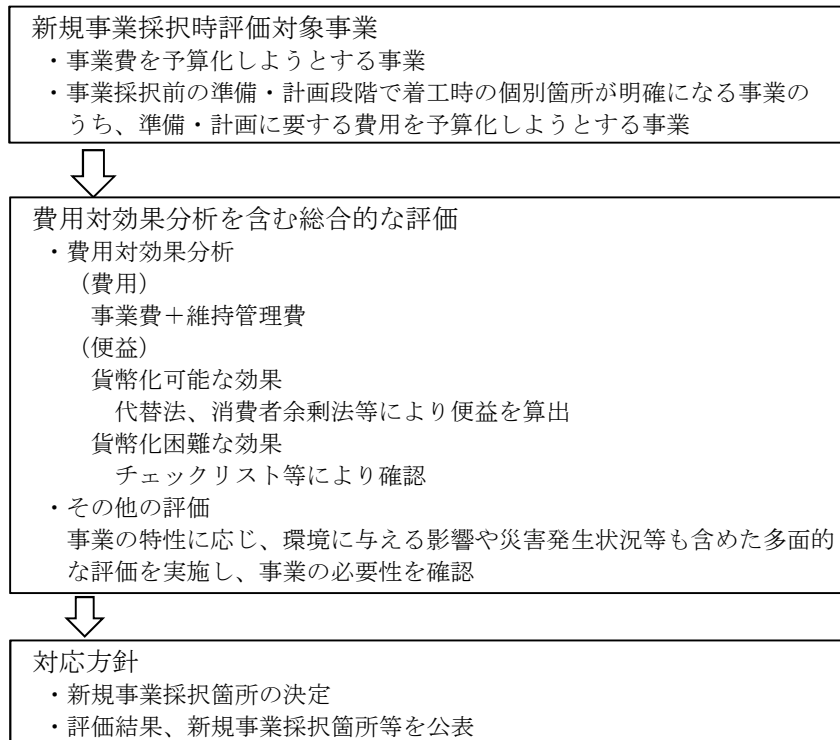 新規事業採択時評価対象事業
・事業費を予算化しようとする事業
・事業採択前の準備・計画段階で着工時の個別箇所が明確になる事業の
うち、準備・計画に要する費用を予算化しようとする事業
費用対効果分析を含む総合的な評価
・費用対効果分析
（費用）
事業費＋維持管理費
（便益）
貨幣化可能な効果
代替法、消費者余剰法等により便益を算出
貨幣化困難な効果
チェックリスト等により確認
・その他の評価
事業の特性に応じ、環境に与える影響や災害発生状況等も含めた多面的
な評価を実施し、事業の必要性を確認
対応方針
・新規事業採択箇所の決定
・評価結果、新規事業採択箇所等を公表